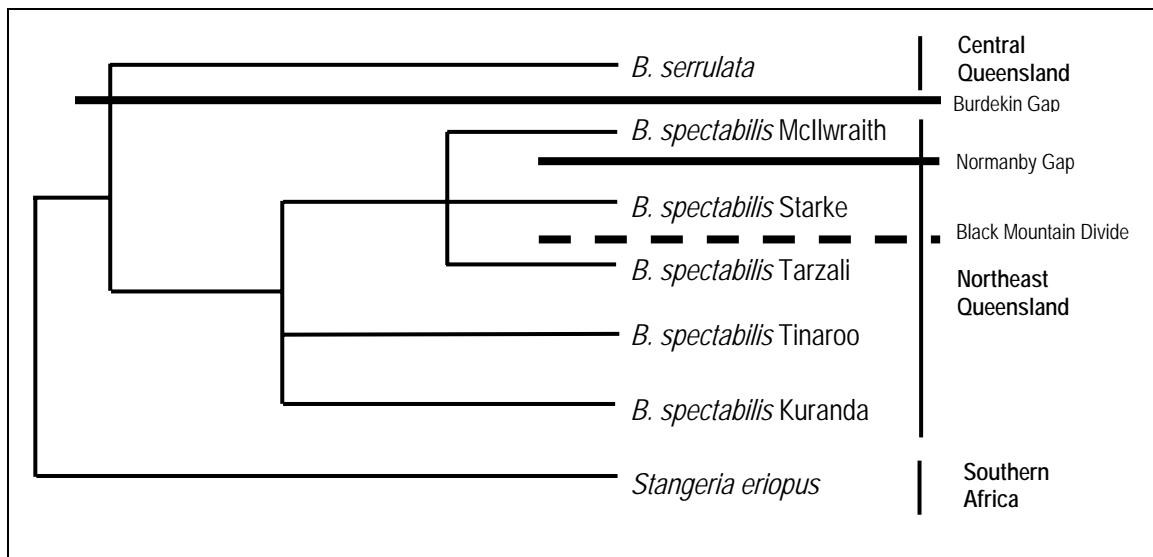 B. serrulata
Central
Queensland
Burdekin Gap
B. spectabilis McIlwraith
Normanby Gap
B. spectabilis Starke
Black Mountain Divide
B. spectabilis Tarzali
Northeast
Queensland
B. spectabilis Tinaroo
B. spectabilis Kuranda
Stangeria eriopus
Southern
Africa